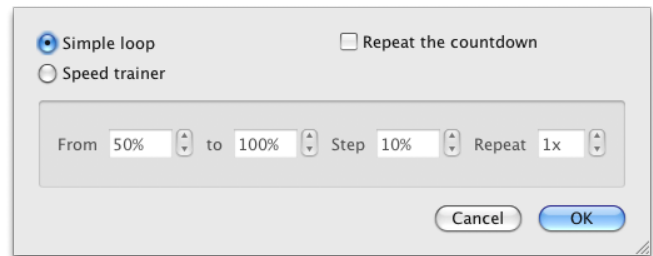 Simple loop Repeat the countdown
Speed trainer
From 50% to 100% Step 10% Repeat 1x
Cancel OK